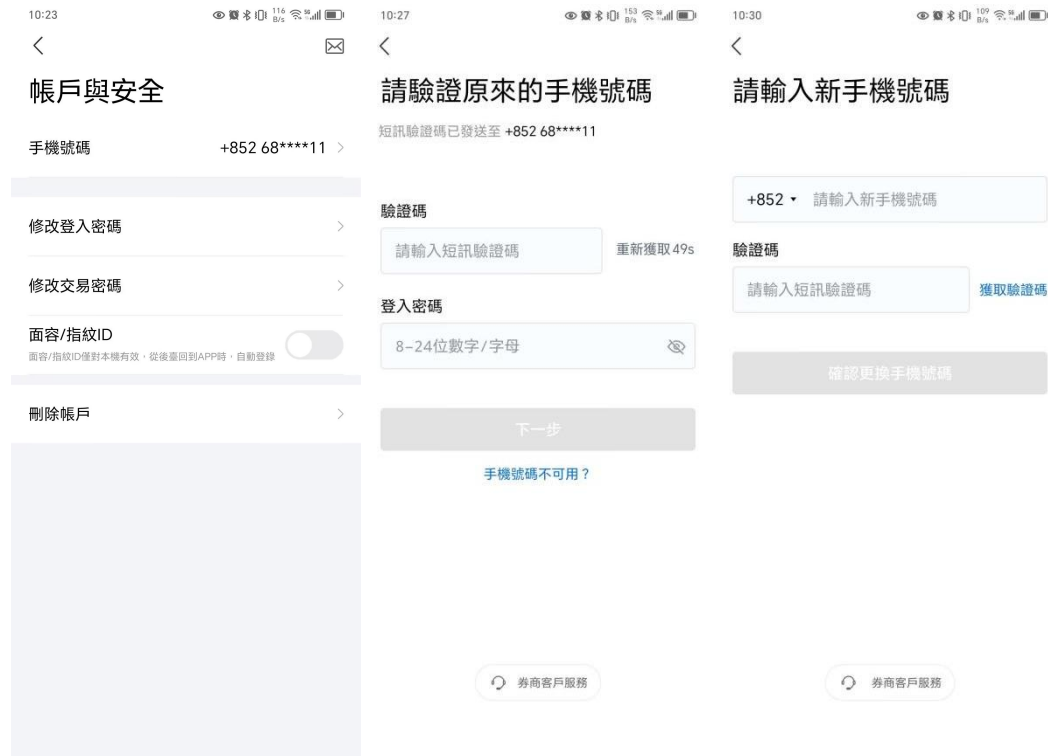 10:23
116 B/s
帳戶與安全
手機號碼 +852 68****11
修改登入密碼
修改交易密碼
面容/指紋ID
面容/指紋ID僅對本機有效，從後臺回到APP時，自動登錄
刪除帳戶
10:27
153 B/s
請驗證原來的手機號碼
短訊驗證碼已發送至 +852 68****11
驗證碼
請輸入短訊驗證碼 重新獲取 49s
登入密碼
8-24位數字/字母
下一步
手機號碼不可用？
券商客戶服務
10:30
109 B/s
請輸入新手機號碼
+852 請輸入新手機號碼
驗證碼
請輸入短訊驗證碼 獲取驗證碼
確認更換手機號碼
券商客戶服務